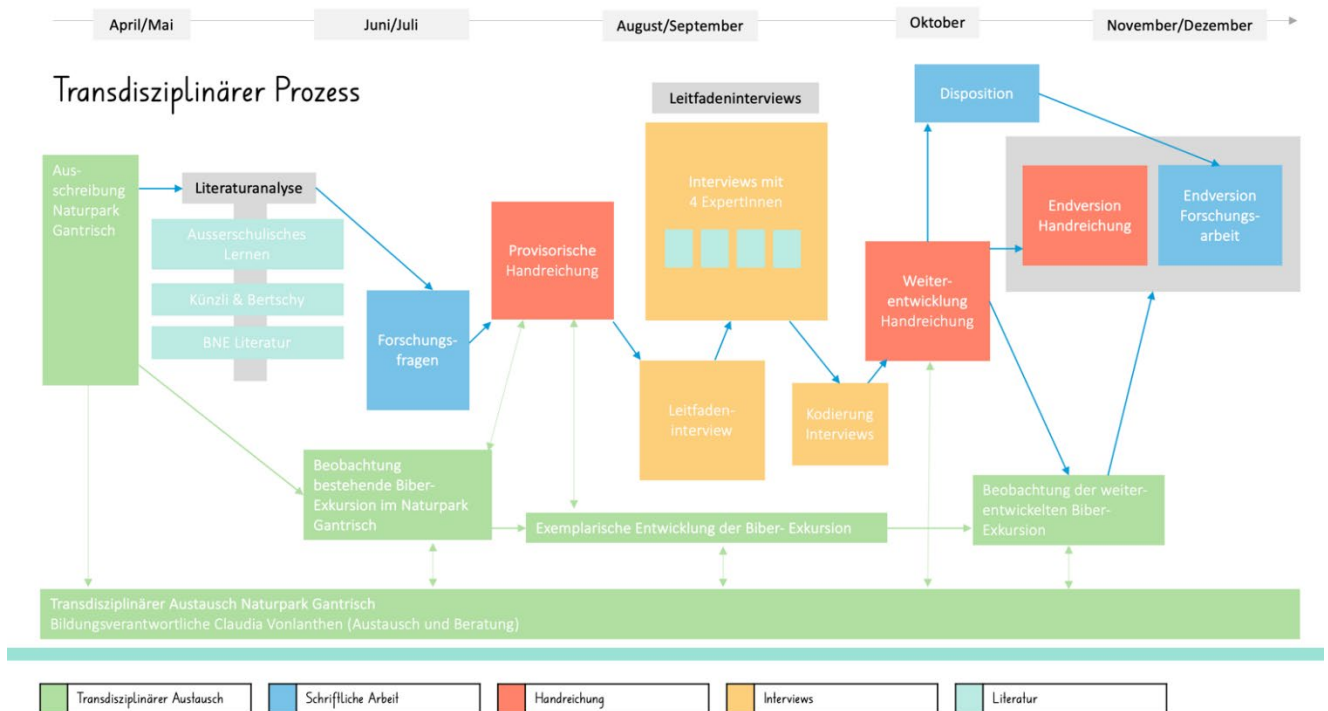 April/Mai
Juni/Juli
August/September
Oktober
November/Dezember
Transdisziplinärer Prozess
Aus-
schreibung
Naturpark
Gantrisch
Literaturanalyse
Ausserschulisches
Lernen
Künzli & Bertschy
BNE Literatur
Forschungs-
fragen
Provisorische
Handreichung
Leitfadeninterviews
Interviews mit
4 ExpertInnen
Leitfaden-
interview
Kodierung
Interviews
Disposition
Weiter-
entwicklung
Handreichung
Endversion
Handreichung
Endversion
Forschungs-
arbeit
Beobachtung
bestehende Biber-
Exkursion im Naturpark
Gantrisch
Exemplarische Entwicklung der Biber- Exkursion
Beobachtung der weiter-
entwickelten Biber-
Exkursion
Transdisziplinärer Austausch Naturpark Gantrisch
Bildungsverantwortliche Claudia Vonlanthen (Austausch und Beratung)
Transdisziplinärer Austausch
Schriftliche Arbeit
Handreichung
Interviews
Literatur